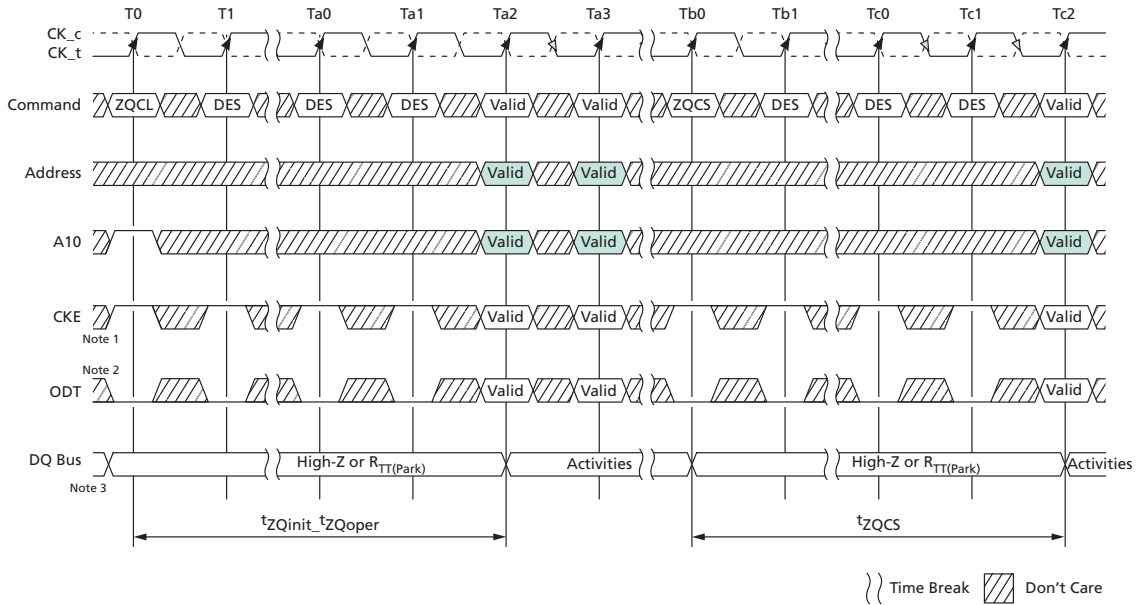 T0 T1 Ta0 Ta1 Ta2 Ta3 Tb0 Tb1 Tc0 Tc1 Tc2
CK_c
CK_t
Command ZQCL DES DES DES Valid Valid ZQCS DES DES DES Valid
Address Valid Valid Valid
A10 Valid Valid Valid
CKE Valid Valid Valid
Note 1
Note 2
ODT Valid Valid Valid
DQ Bus High-Z or RTT(Park) Activities High-Z or RTT(Park) Activities
Note 3
tZQinit_tZQoper tZQCS
Time Break Don't Care